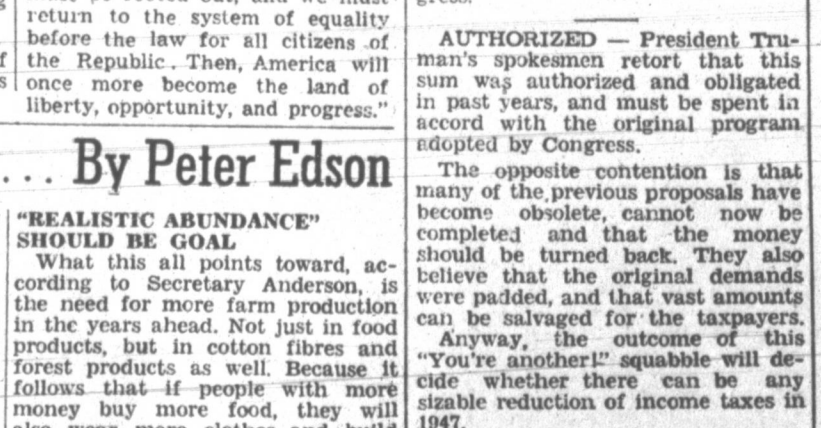 return to the system of equality
before the law for all citizens of
the Republic. Then, America will
once more become the land of
liberty, opportunity, and progress."
... By Peter Edson
"REALISTIC ABUNDANCE"
SHOULD BE GOAL
What this all points toward, ac-
cording to Secretary Anderson, is
the need for more farm production
in the years ahead. Not just in food
products, but in cotton fibres and
forest products as well. Because it
follows that if people with more
money buy more food, they will
AUTHORIZED — President Tru-
man's spokesmen retort that this
sum was authorized and obligated
in past years, and must be spent in
accord with the original program
adopted by Congress.
The opposite contention is that
many of the previous proposals have
become obsolete, cannot now be
completed and that the money
should be turned back. They also
believe that the original demands
were padded, and that vast amounts
can be salvaged for the taxpayers.
Anyway, the outcome of this
"You're another!" squabble will de-
cide whether there can be any
sizable reduction of income taxes in
1947.